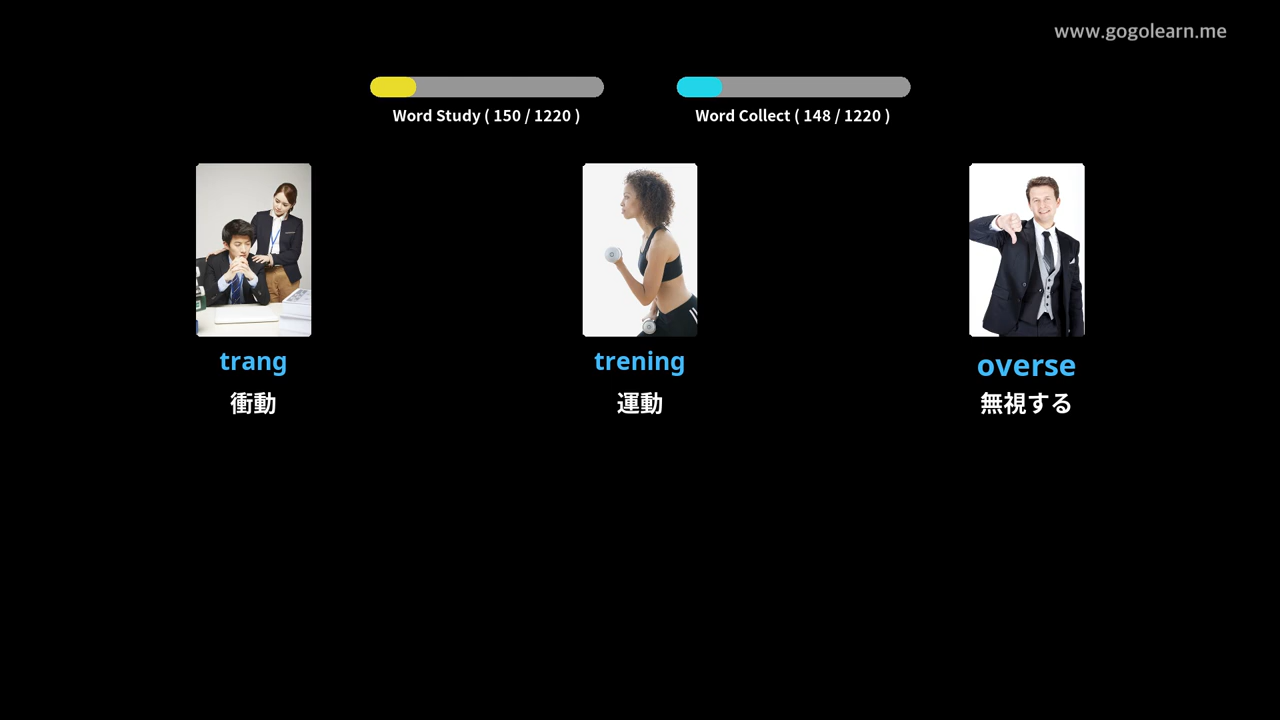 www.gogolearn.me
Word Study ( 150 / 1220 )
Word Collect ( 148 / 1220 )
trang
衝動
trening
運動
overse
無視する